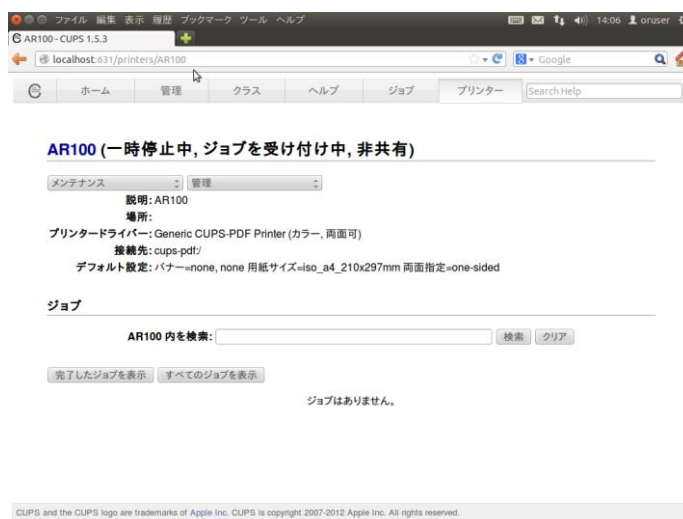 ファイル 編集 表示 履歴 ブックマーク ツール ヘルプ 14:06 oruser
AR100 - CUPS 1.5.3
localhost:631/printers/AR100 Google
ホーム 管理 クラス ヘルプ ジョブ プリンター Search Help
AR100 (一時停止中, ジョブを受け付け中, 非共有)
メンテナンス 管理
説明: AR100
場所:
プリンタードライバー: Generic CUPS-PDF Printer (カラー, 両面可)
接続先: cups-pdf:/
デフォルト設定: バナー=none, none 用紙サイズ=iso_a4_210x297mm 両面指定=one-sided
ジョブ
AR100 内を検索: 検索 クリア
完了したジョブを表示 すべてのジョブを表示
ジョブはありません。
CUPS and the CUPS logo are trademarks of Apple Inc. CUPS is copyright 2007-2012 Apple Inc. All rights reserved.